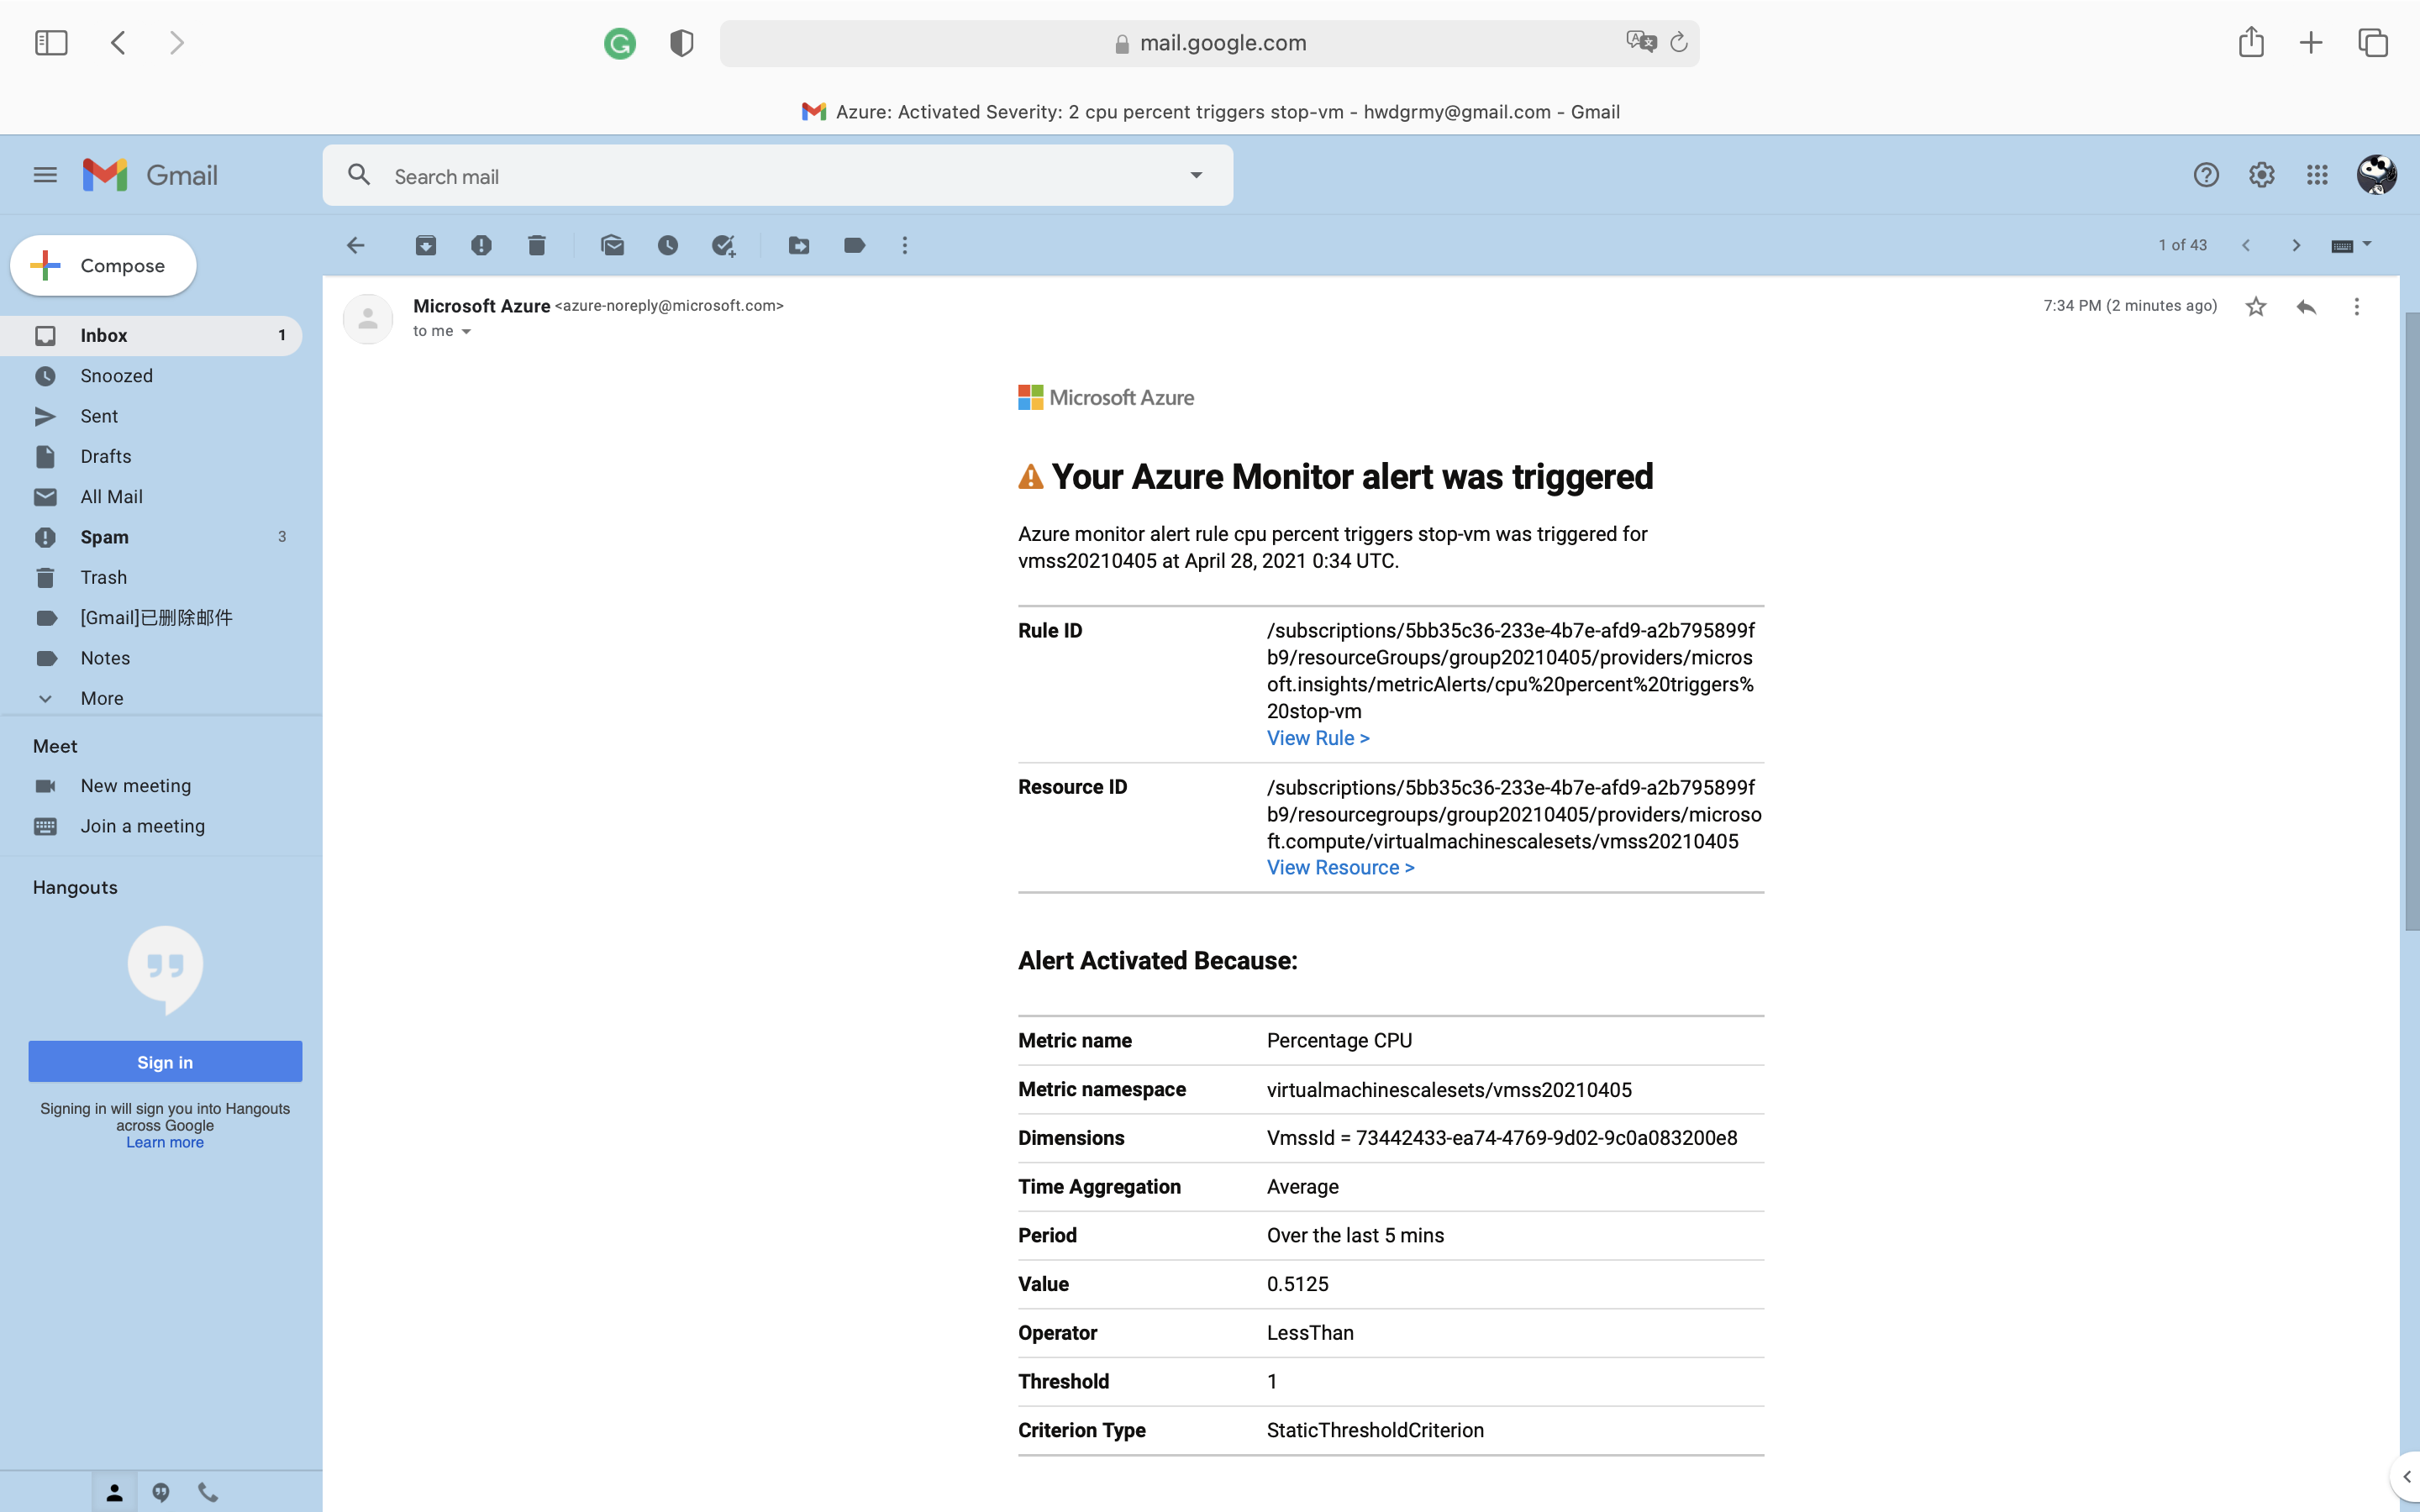 mail.google.com
Azure: Activated Severity: 2 cpu percent triggers stop-vm - hwdgrmy@gmail.com - Gmail
Gmail
Search mail
Compose
1 of 43
Inbox 1
Snoozed
Sent
Drafts
All Mail
Spam 3
Trash
[Gmail]已删除邮件
Notes
More
Meet
New meeting
Join a meeting
Hangouts
Sign in
Signing in will sign you into Hangouts
across Google
Learn more
Microsoft Azure <azure-noreply@microsoft.com>
to me
7:34 PM (2 minutes ago)
Microsoft Azure
Your Azure Monitor alert was triggered
Azure monitor alert rule cpu percent triggers stop-vm was triggered for
vmss20210405 at April 28, 2021 0:34 UTC.
Rule ID /subscriptions/5bb35c36-233e-4b7e-afd9-a2b795899f
b9/resourceGroups/group20210405/providers/micros
oft.insights/metricAlerts/cpu%20percent%20triggers%
20stop-vm
View Rule >
Resource ID /subscriptions/5bb35c36-233e-4b7e-afd9-a2b795899f
b9/resourcegroups/group20210405/providers/microso
ft.compute/virtualmachinescalesets/vmss20210405
View Resource >
Alert Activated Because:
Metric name Percentage CPU
Metric namespace virtualmachinescalesets/vmss20210405
Dimensions VmssId = 73442433-ea74-4769-9d02-9c0a083200e8
Time Aggregation Average
Period Over the last 5 mins
Value 0.5125
Operator LessThan
Threshold 1
Criterion Type StaticThresholdCriterion